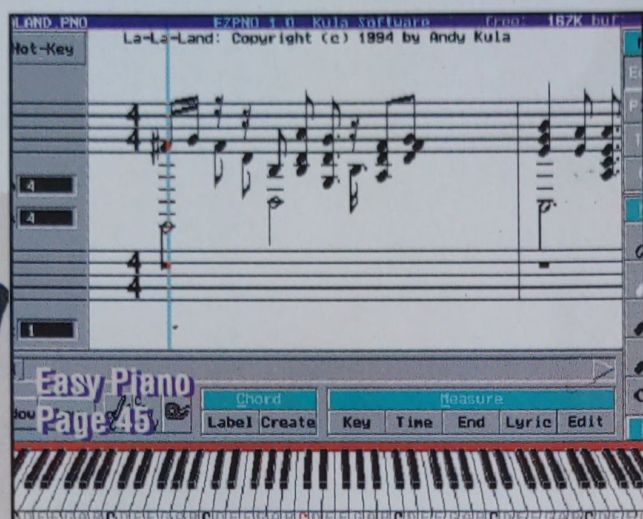 LAND.PNO EZPNO 1.0 Kula Software Free: 167K
La-La-Land: Copyright (c) 1994 by Andy Kula
Hot-Key
4
4
4
4
4
4
4
4
1
Easy Piano
Page 45
Chord
Measure
Label Create Key Time End Lyric Edit